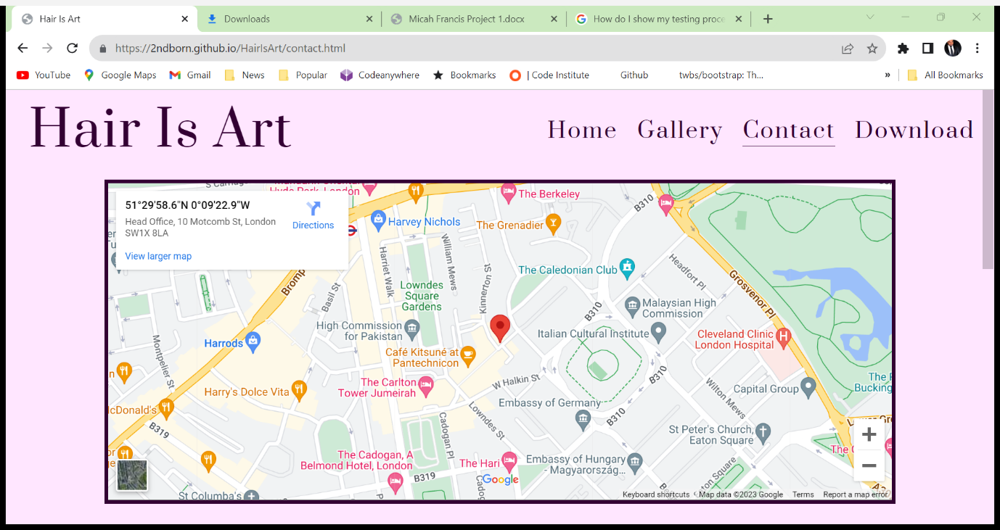 Hair Is Art
Downloads
Micah Francis Project 1.docx
How do I show my testing proce
https://2ndborn.github.io/HairIsArt/contact.html
YouTube
Google Maps
Gmail
News
Popular
Codeanywhere
Bookmarks
| Code Institute
Github
twbs/bootstrap: Th...
»
All Bookmarks
Hair Is Art
Home
Gallery
Contact
Download
51°29'58.6"N 0°09'22.9"W
Head Office, 10 Motcomb St, London
SW1X 8LA
Directions
View larger map
Hyde Park, London
The Berkeley
B310
Harvey Nichols
The Grenadier
Bromp
Basil St
Harriet Walk
William Mews
Kinnerton St
Lowndes
Square
Gardens
The Caledonian Club
Headfort Pl
Grosvenor Pl
Malaysian High
Commission
B310
High Commission
for Pakistan
Italian Cultural Institute
Cleveland Clinic
London Hospital
Harrods
Café Kitsuné at
Pantechnicon
Montpelier St
Harry's Dolce Vita
The Carlton
Tower Jumeirah
W Halkin St
B310
Wilton Mews
Capital Group
Bucking
cDonald's
B319
Embassy of Germany
B310
Lowndes St
Cadogan Pl
St Peter's Church,
Eaton Square
The Cadogan, A
Belmond Hotel, London
The Hari
Embassy of Hungary
- Magyarország...
B319
Google
St Columba's
Keyboard shortcuts
Map data ©2023 Google
Terms
Report a map error